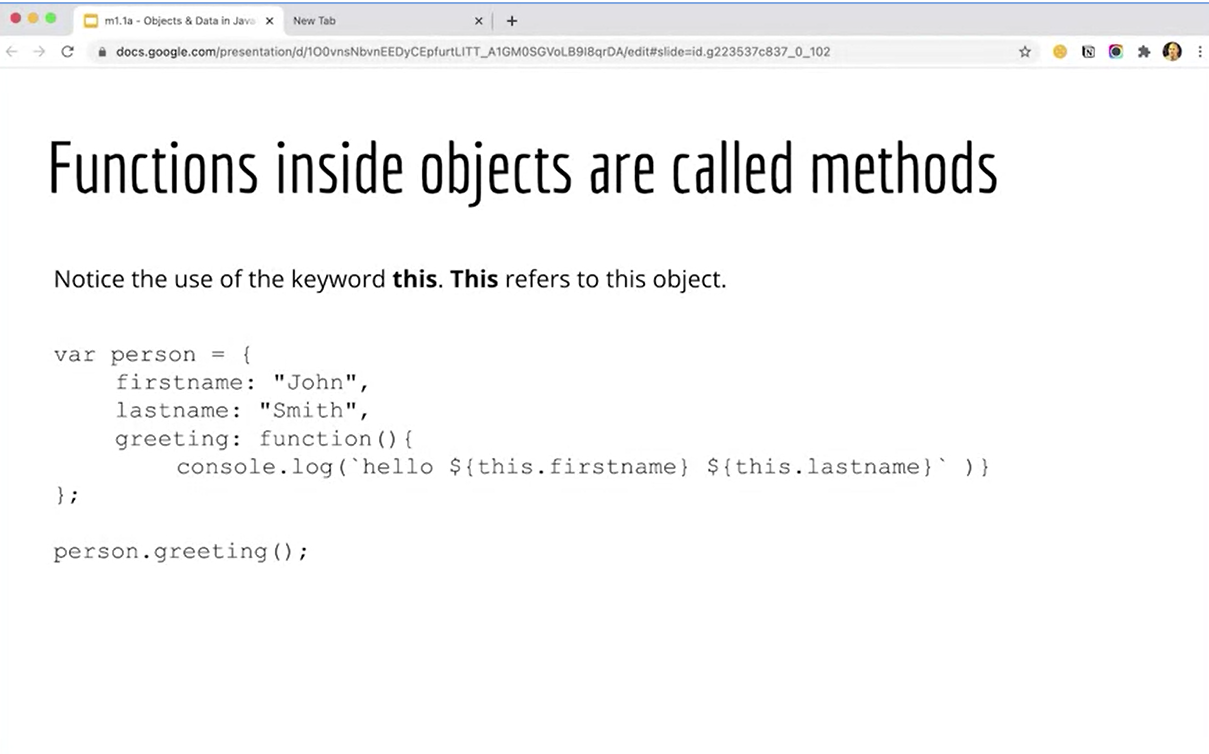 m1.1a - Objects & Data in Java
New Tab
docs.google.com/presentation/d/1O0vnsNbvnEEDyCEpfurtLITT_A1GM0SGVoLB9I8qrDA/edit#slide=id.g223537c837_0_102
Functions inside objects are called methods
Notice the use of the keyword this. This refers to this object.
var person = {
firstname: "John",
lastname: "Smith",
greeting: function(){
console.log(`hello ${this.firstname} ${this.lastname}` )}
};
person.greeting();